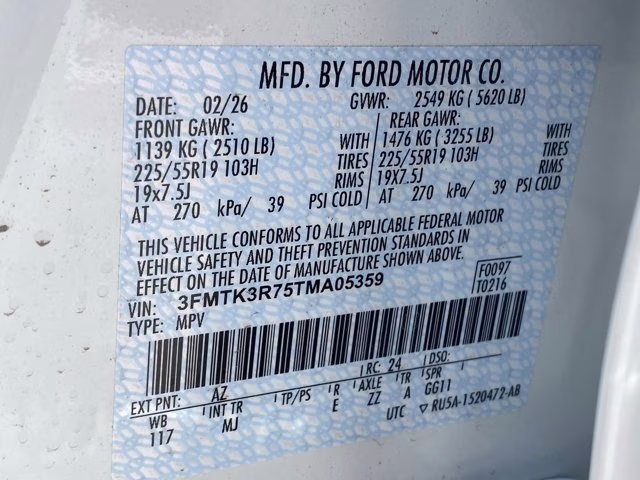 MFD. BY FORD MOTOR CO.
DATE: 02/26 GVWR: 2549 KG ( 5620 LB)
FRONT GAWR: REAR GAWR:
1139 KG ( 2510 LB) WITH 1476 KG ( 3255 LB) WITH
225/55R19 103H TIRES 225/55R19 103H TIRES
19x7.5J RIMS 19X7.5J RIMS
AT 270 kPa/ 39 PSI COLD AT 270 kPa/ 39 PSI COLD
THIS VEHICLE CONFORMS TO ALL APPLICABLE FEDERAL MOTOR
VEHICLE SAFETY AND THEFT PREVENTION STANDARDS IN
EFFECT ON THE DATE OF MANUFACTURE SHOWN ABOVE.
VIN: 3FMTK3R75TMA05359 F0097
TYPE: MPV T0216
EXT PNT: AZ RC: 24 DSO:
WB INT TR TP/PS R AXLE TR SPR
117 MJ E ZZ A GG11
UTC ▽ RU5A-1520472-AB